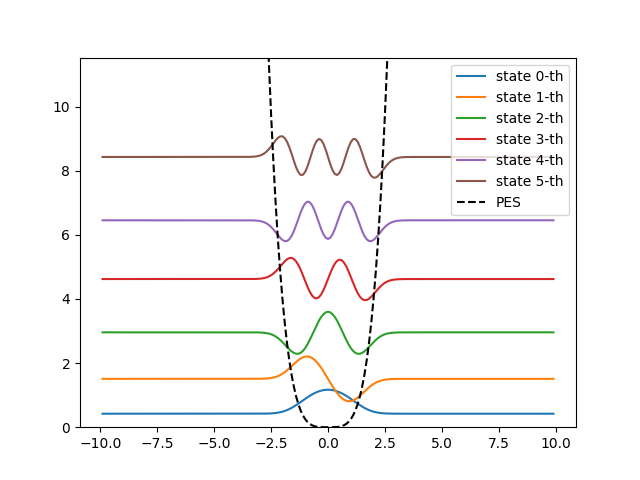 state 0-th
state 1-th
state 2-th
state 3-th
state 4-th
state 5-th
PES
10
8
6
4
2
0
−10.0 −7.5 −5.0 −2.5 0.0 2.5 5.0 7.5 10.0